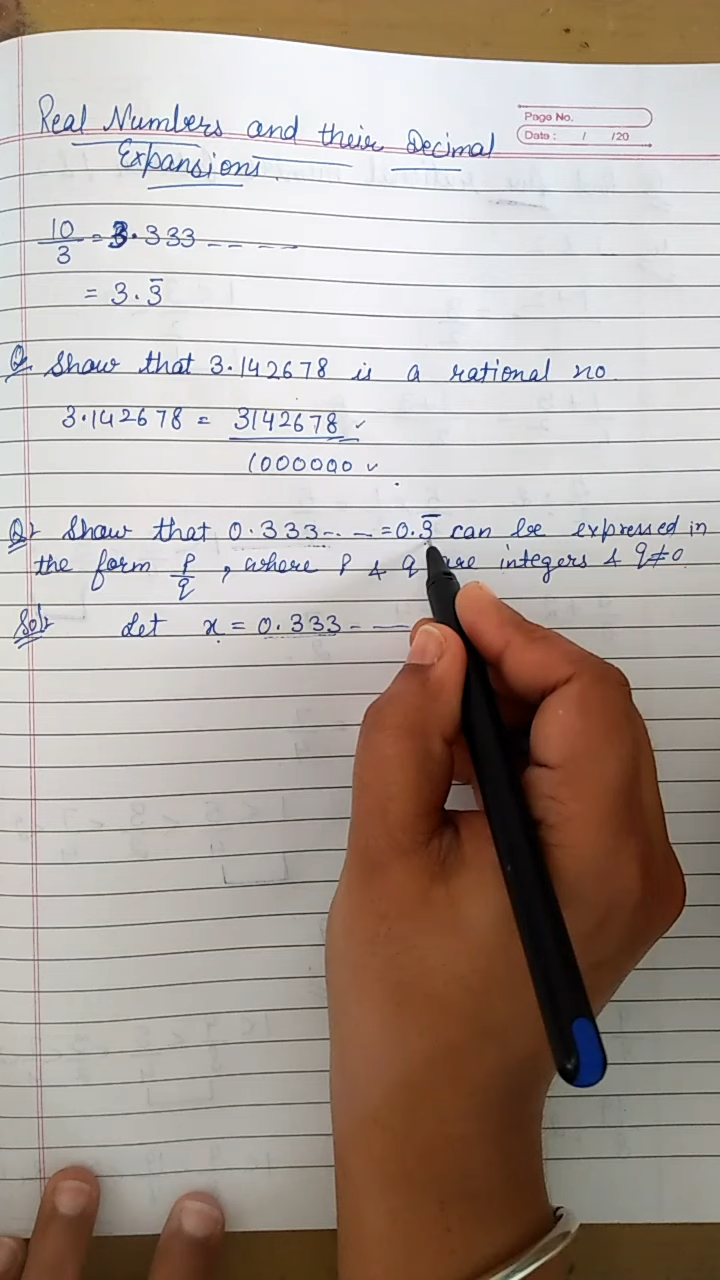 Real Numbers and their Decimal
Expansions.
Page No.
Date : / /20
10/3 = 3.333 -- -- --
= 3.3̅
Q. Show that 3.142678 is a rational no.
3.142678 = 3142678 ✓
1000000 ✓
Q2 Show that 0.333-- -- = 0.3̅ can be expressed in
the form p/q , where p & q are integers & q≠0.
Sol: Let x = 0.333 - --